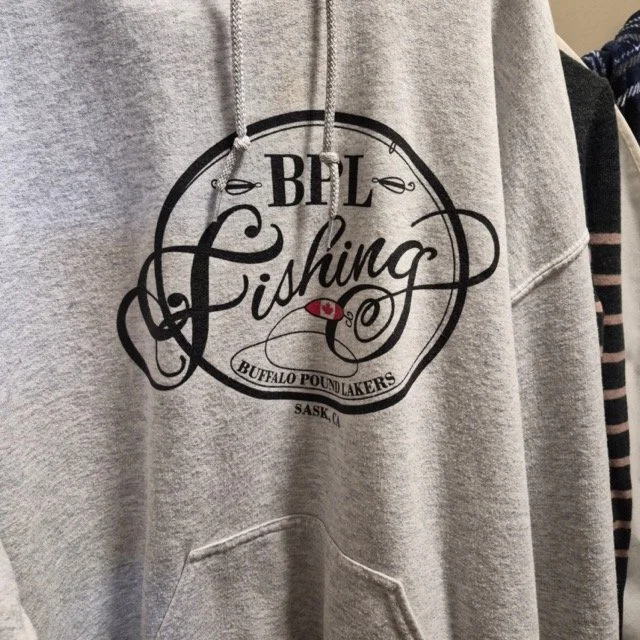 BPL
Fishing
BUFFALO POUND LAKERS
SASK, CA